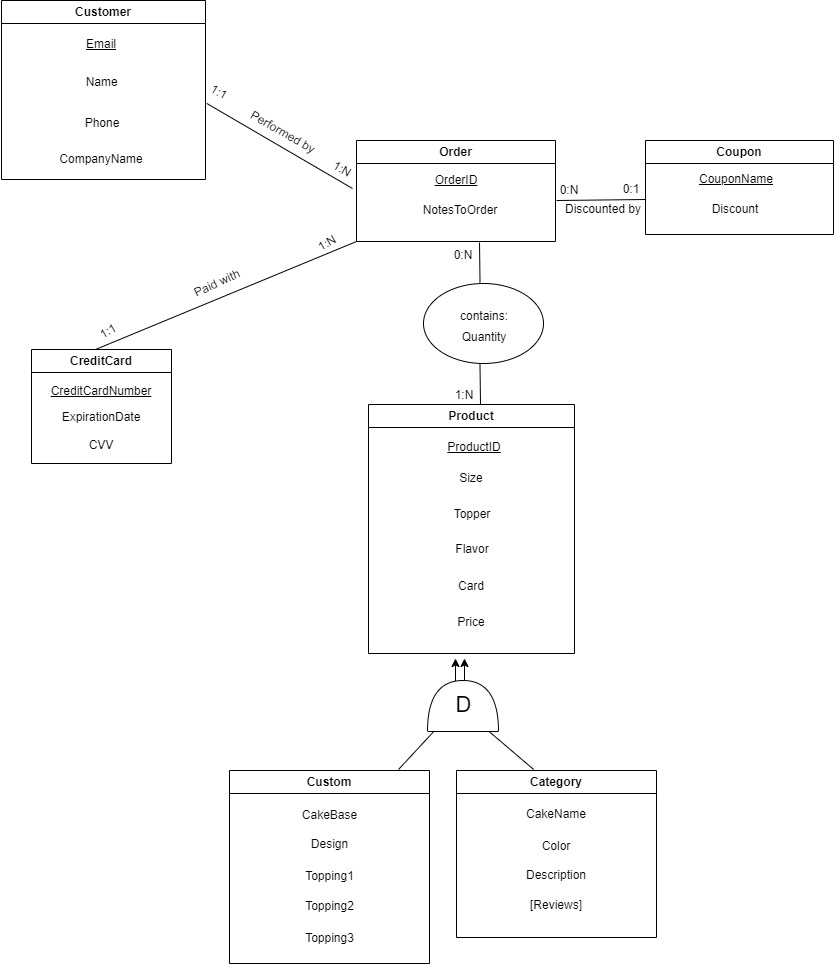 Customer
Email
Name
Phone
CompanyName
1:1
Performed by
1:N
Order
OrderID
NotesToOrder
0:N
0:1
Discounted by
Coupon
CouponName
Discount
1:N
Paid with
1:1
CreditCard
CreditCardNumber
ExpirationDate
CVV
0:N
contains:
Quantity
1:N
Product
ProductID
Size
Topper
Flavor
Card
Price
D
Custom
CakeBase
Design
Topping1
Topping2
Topping3
Category
CakeName
Color
Description
[Reviews]